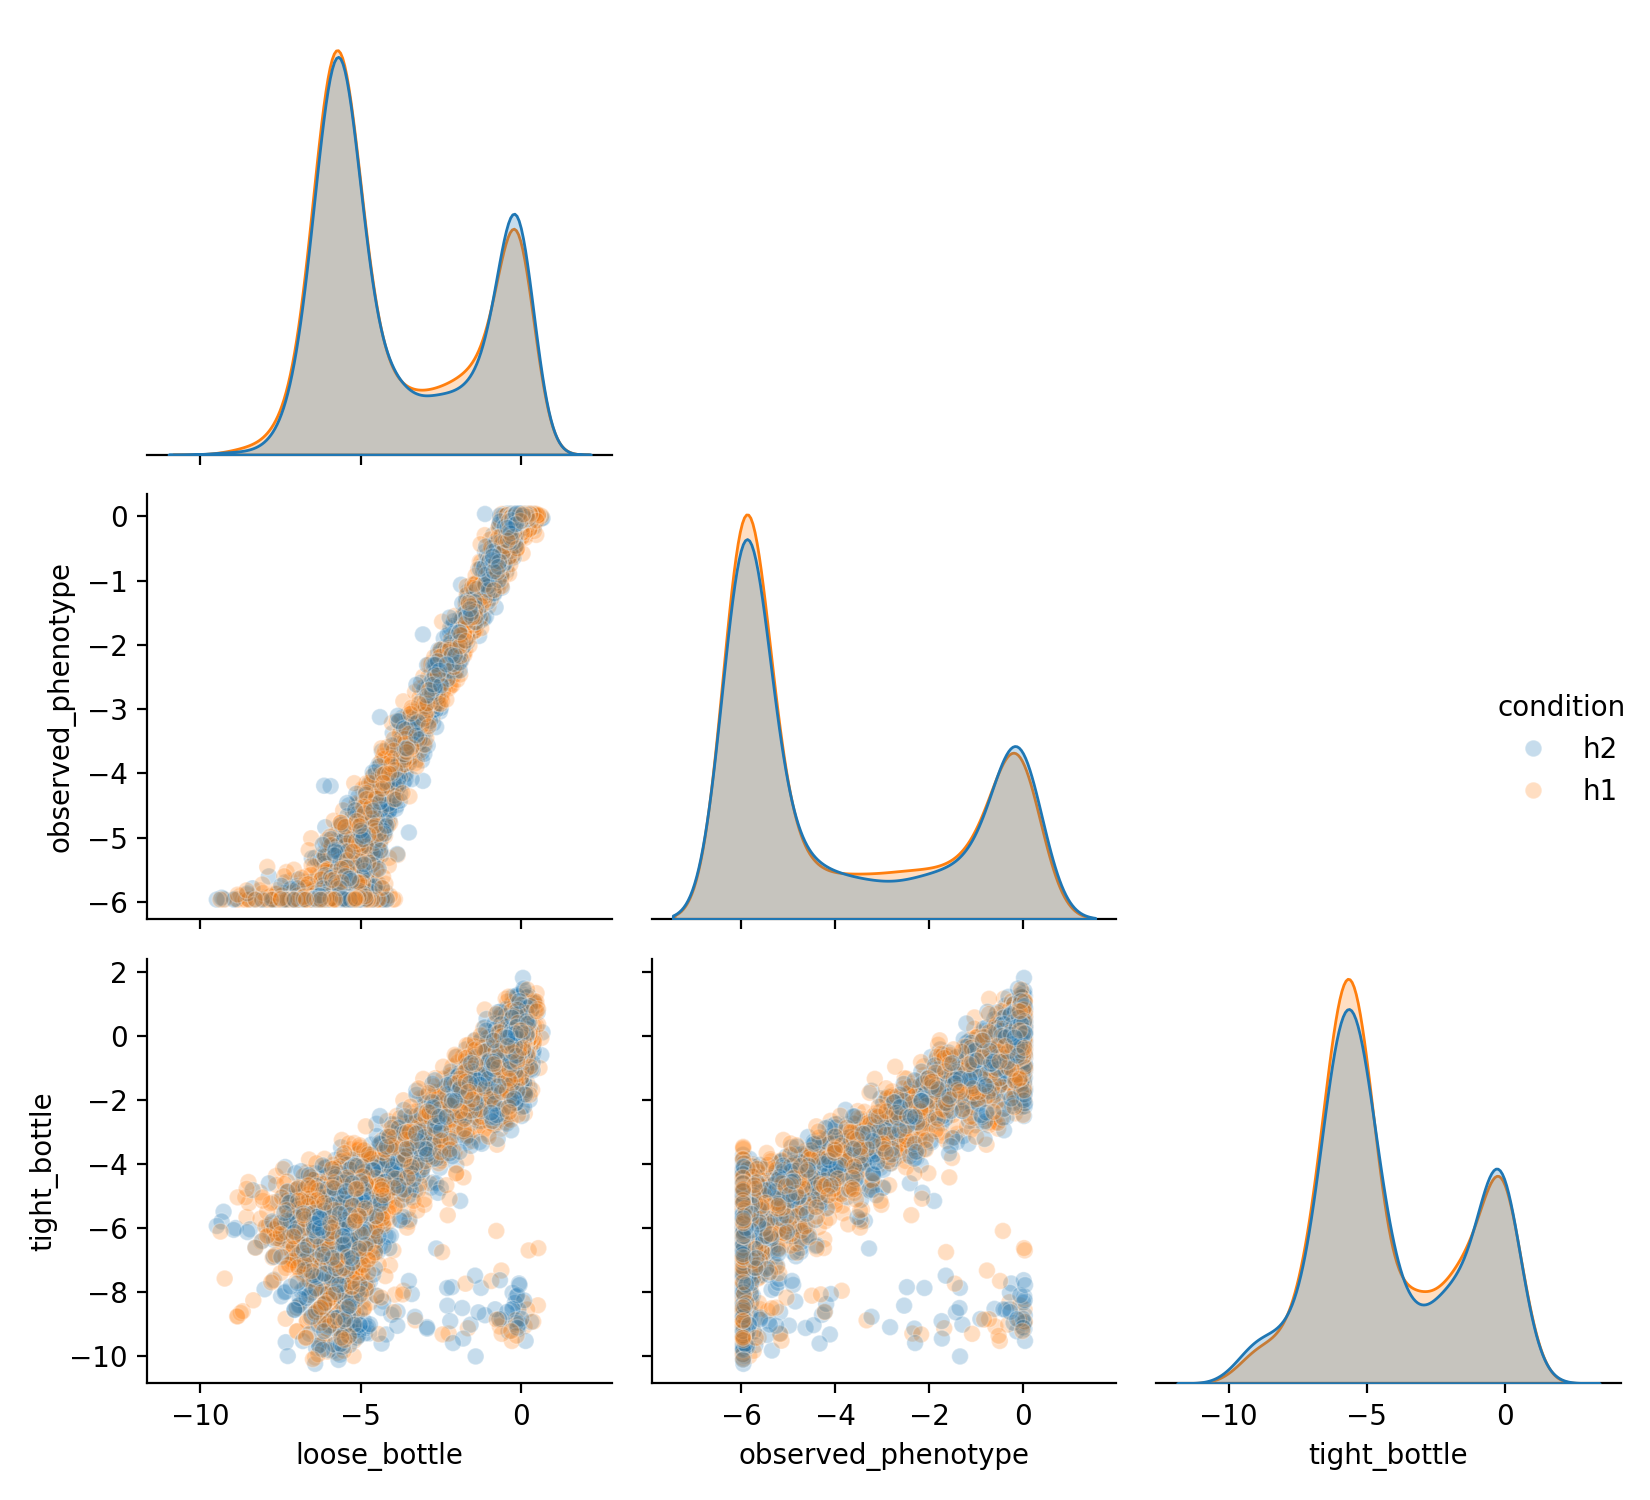 0
−1
−2
−3
−4
−5
−6
observed_phenotype
condition
h2
h1
2
0
−2
−4
−6
−8
−10
tight_bottle
−10 −5 0
loose_bottle
−6 −4 −2 0
observed_phenotype
−10 −5 0
tight_bottle